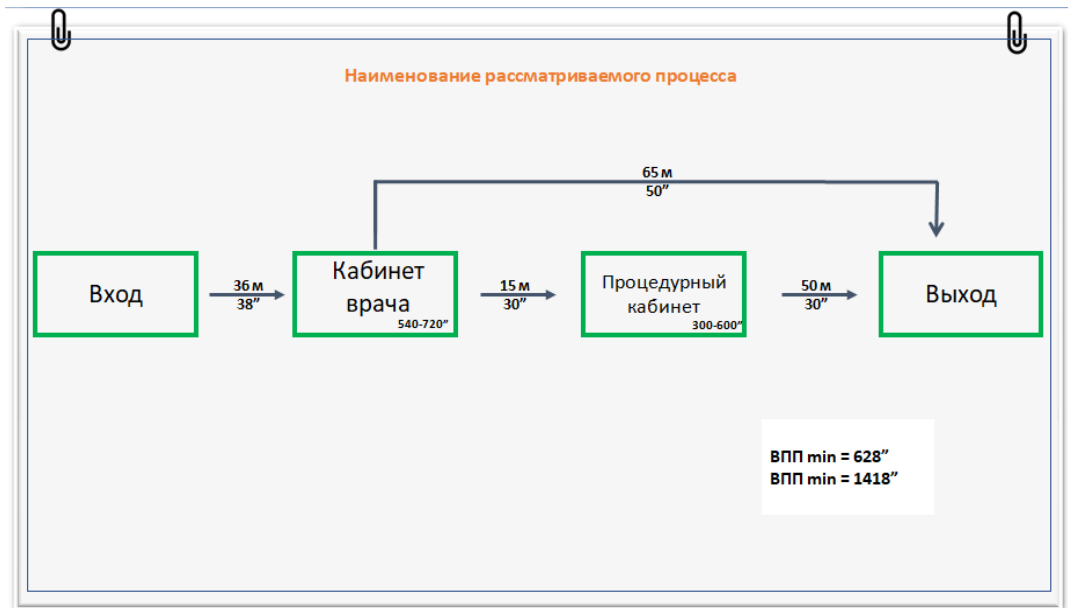 Наименование рассматриваемого процесса
65 м
50”
Вход
36 м
38”
Кабинет
врача
540-720”
15 м
30”
Процедурный
кабинет
300-600”
50 м
30”
Выход
ВПП min = 628”
ВПП min = 1418”